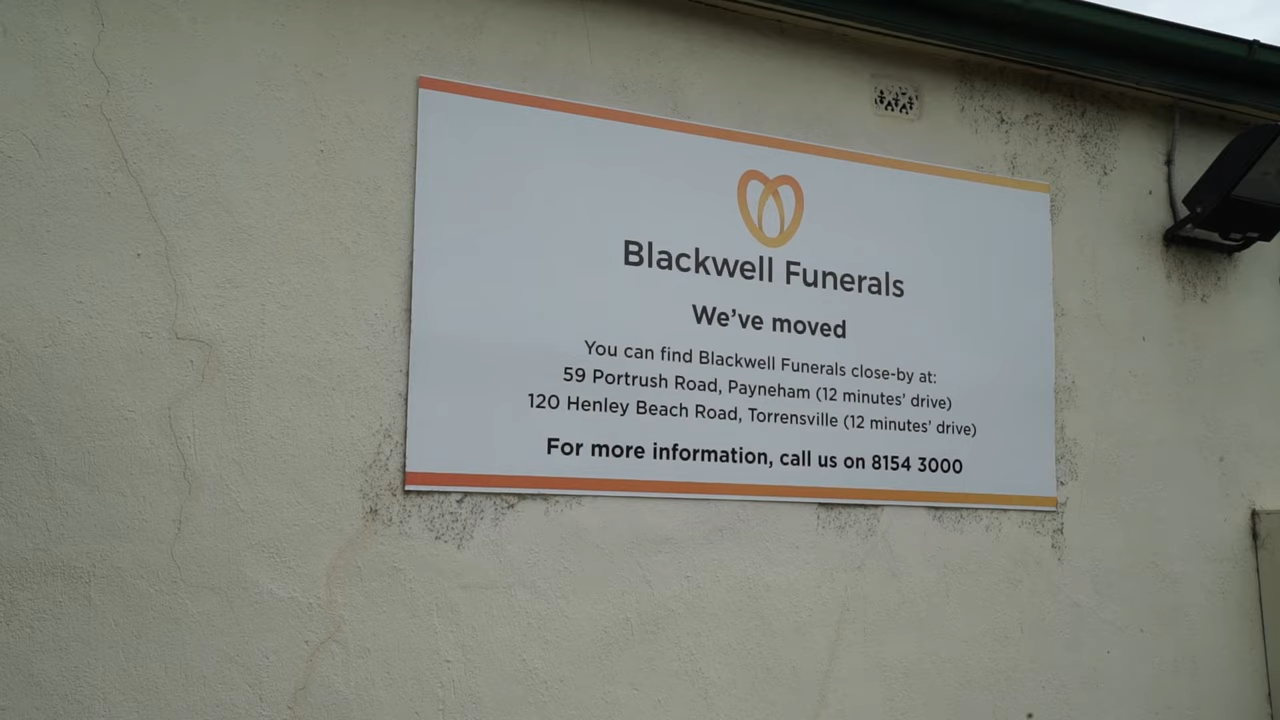 Blackwell Funerals
We've moved
You can find Blackwell Funerals close-by at:
59 Portrush Road, Payneham (12 minutes' drive)
120 Henley Beach Road, Torrensville (12 minutes' drive)
For more information, call us on 8154 3000